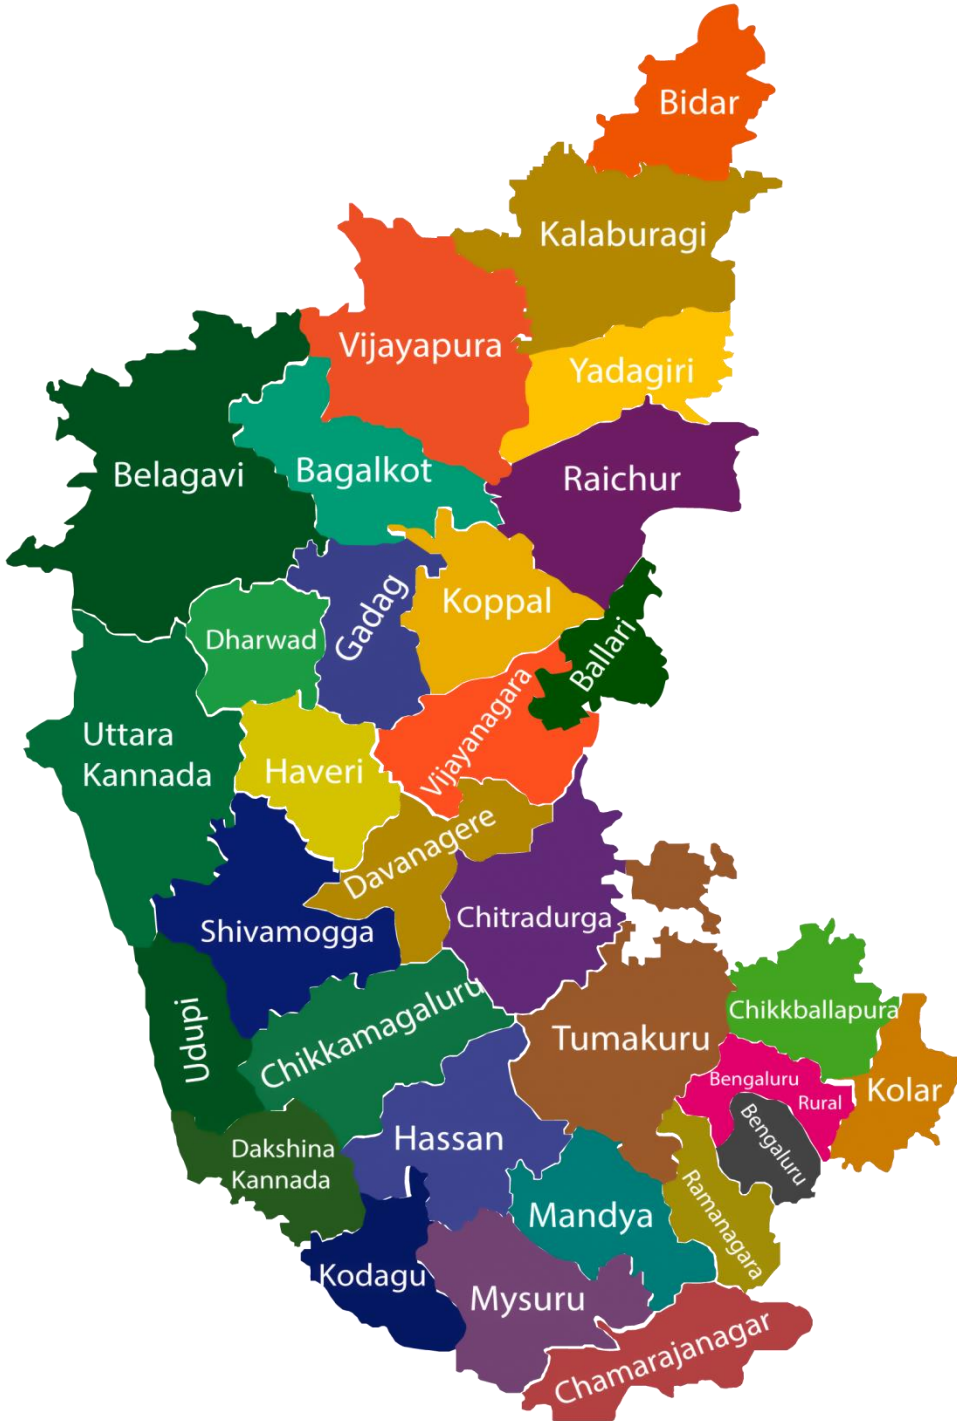 Bidar
Kalaburagi
Vijayapura
Yadagiri
Belagavi
Bagalkot
Raichur
Gadag
Koppal
Dharwad
Ballari
Vijayanagara
Uttara
Kannada
Haveri
Davanagere
Chitradurga
Shivamogga
Chikkballapura
Udupi
Chikkamagaluru
Tumakuru
Bengaluru
Rural
Kolar
Hassan
Bengaluru
Dakshina
Kannada
Ramanagara
Mandya
Kodagu
Mysuru
Chamarajanagar